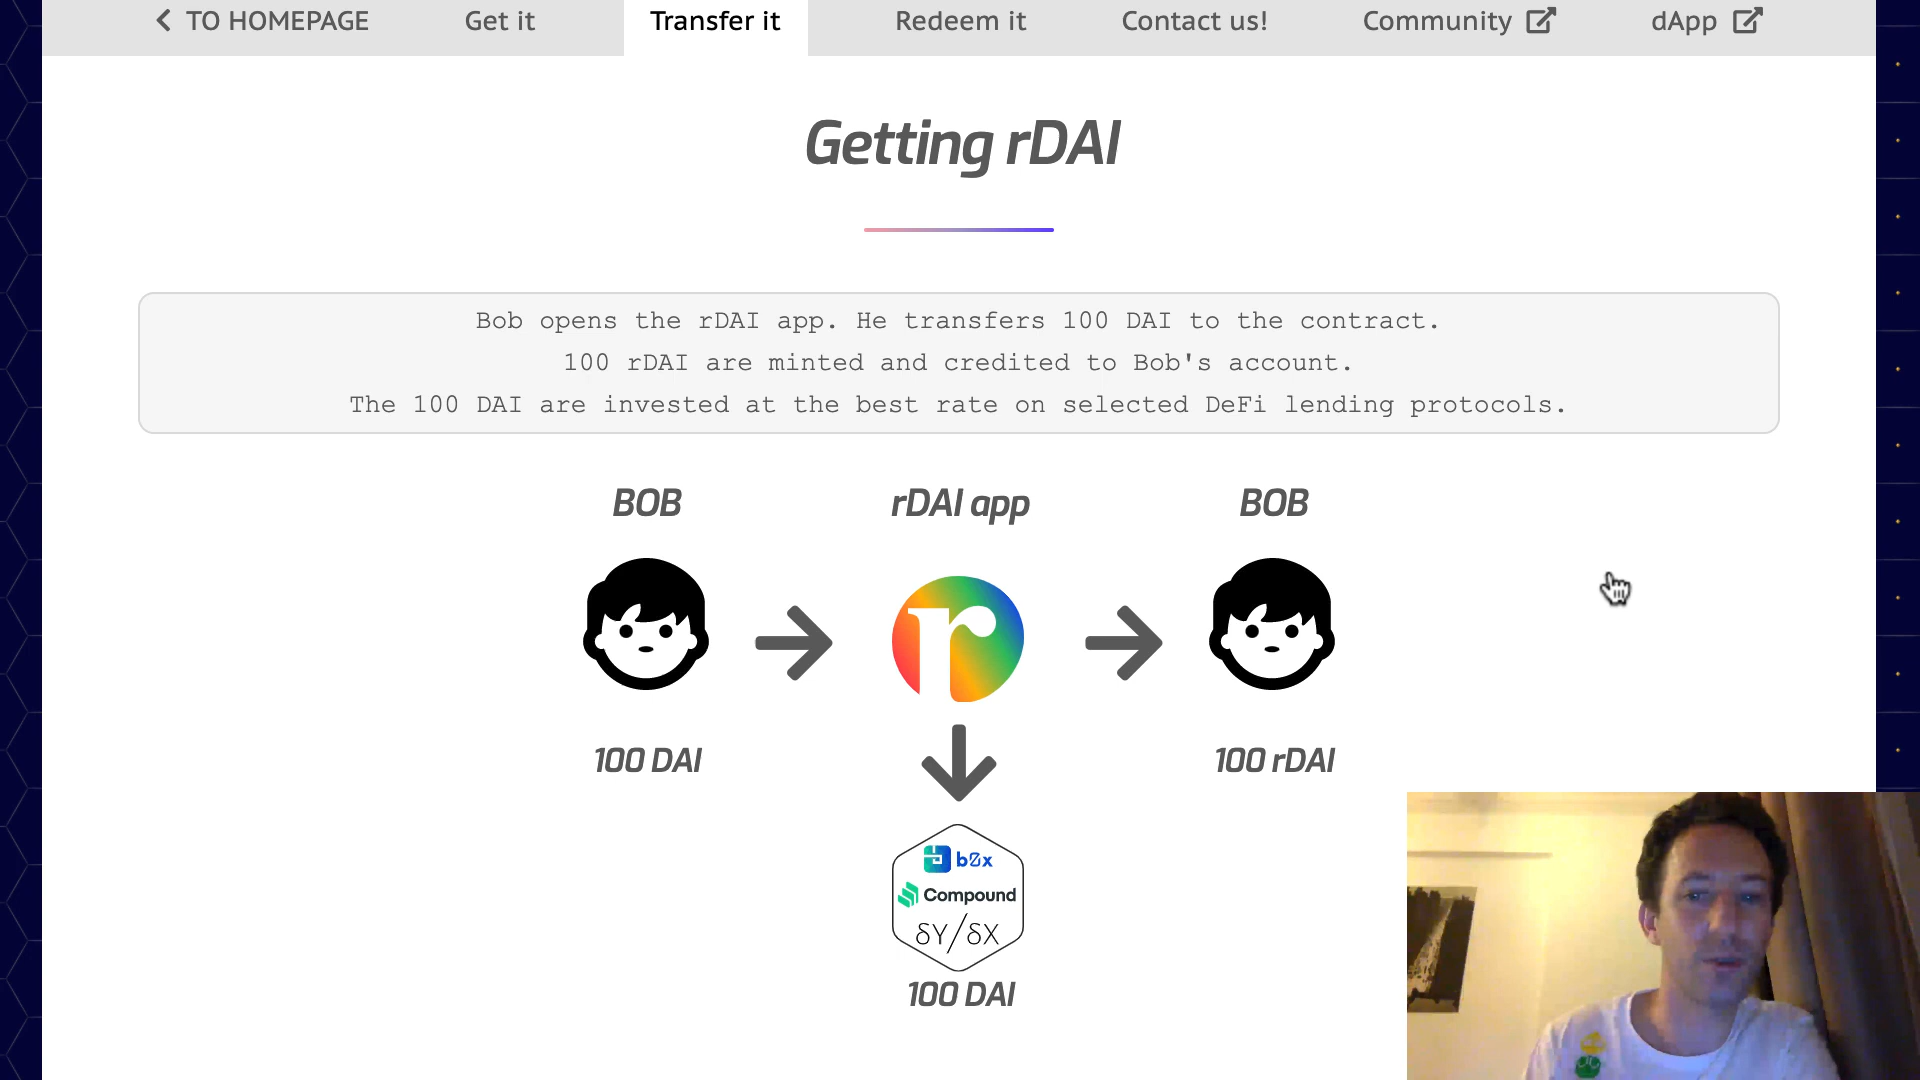 TO HOMEPAGE
Get it
Transfer it
Redeem it
Contact us!
Community
dApp
Getting rDAI
Bob opens the rDAI app. He transfers 100 DAI to the contract.
100 rDAI are minted and credited to Bob's account.
The 100 DAI are invested at the best rate on selected DeFi lending protocols.
BOB
rDAI app
BOB
r
100 DAI
100 rDAI
b0x
Compound
δY/δX
100 DAI